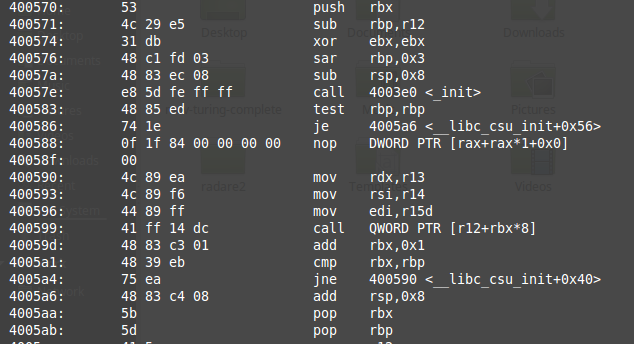 400570: 53 push rbx
400571: 4c 29 e5 sub rbp,r12
400574: 31 db xor ebx,ebx
400576: 48 c1 fd 03 sar rbp,0x3
40057a: 48 83 ec 08 sub rsp,0x8
40057e: e8 5d fe ff ff call 4003e0 <_init>
400583: 48 85 ed test rbp,rbp
400586: 74 1e je 4005a6 <__libc_csu_init+0x56>
400588: 0f 1f 84 00 00 00 00 nop DWORD PTR [rax+rax*1+0x0]
40058f: 00
400590: 4c 89 ea mov rdx,r13
400593: 4c 89 f6 mov rsi,r14
400596: 44 89 ff mov edi,r15d
400599: 41 ff 14 dc call QWORD PTR [r12+rbx*8]
40059d: 48 83 c3 01 add rbx,0x1
4005a1: 48 39 eb cmp rbx,rbp
4005a4: 75 ea jne 400590 <__libc_csu_init+0x40>
4005a6: 48 83 c4 08 add rsp,0x8
4005aa: 5b pop rbx
4005ab: 5d pop rbp
Desktop
Downloads
turing-complete
Pictures
radare2
Videos